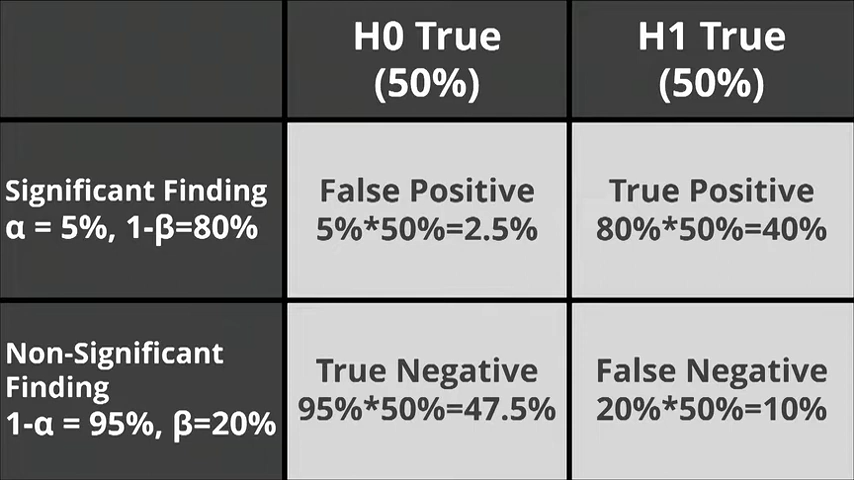 H0 True
(50%)
H1 True
(50%)
Significant Finding
α = 5%, 1-β=80%
False Positive
5%*50%=2.5%
True Positive
80%*50%=40%
Non-Significant
Finding
1-α = 95%, β=20%
True Negative
95%*50%=47.5%
False Negative
20%*50%=10%